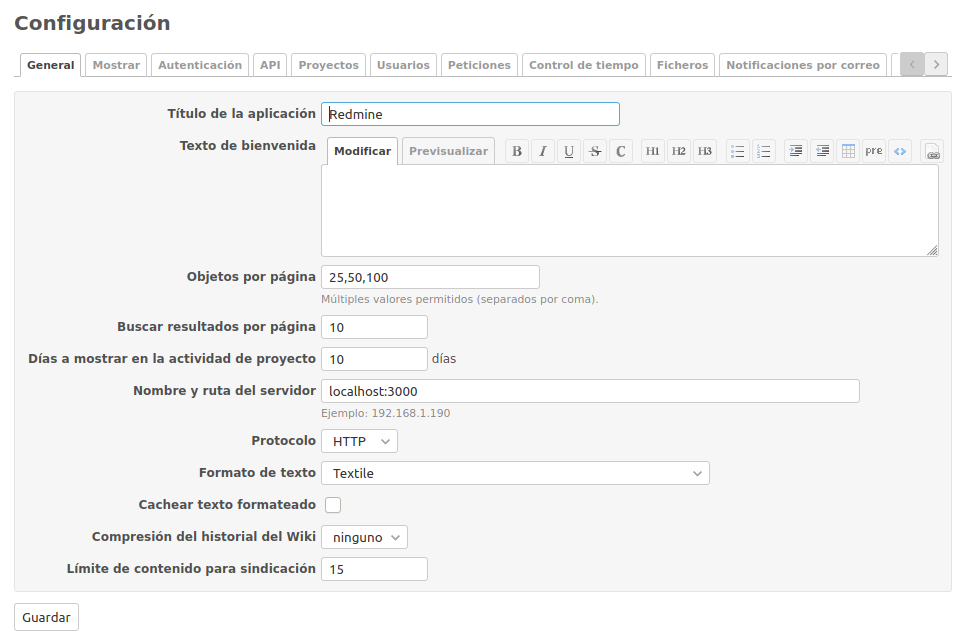 Configuración
General Mostrar Autenticación API Proyectos Usuarios Peticiones Control de tiempo Ficheros Notificaciones por correo
Título de la aplicación Redmine
Texto de bienvenida Modificar Previsualizar B I U S C H1 H2 H3 pre <>
Objetos por página 25,50,100
Múltiples valores permitidos (separados por coma).
Buscar resultados por página 10
Días a mostrar en la actividad de proyecto 10 días
Nombre y ruta del servidor localhost:3000
Ejemplo: 192.168.1.190
Protocolo HTTP
Formato de texto Textile
Cachear texto formateado
Compresión del historial del Wiki ninguno
Límite de contenido para sindicación 15
Guardar